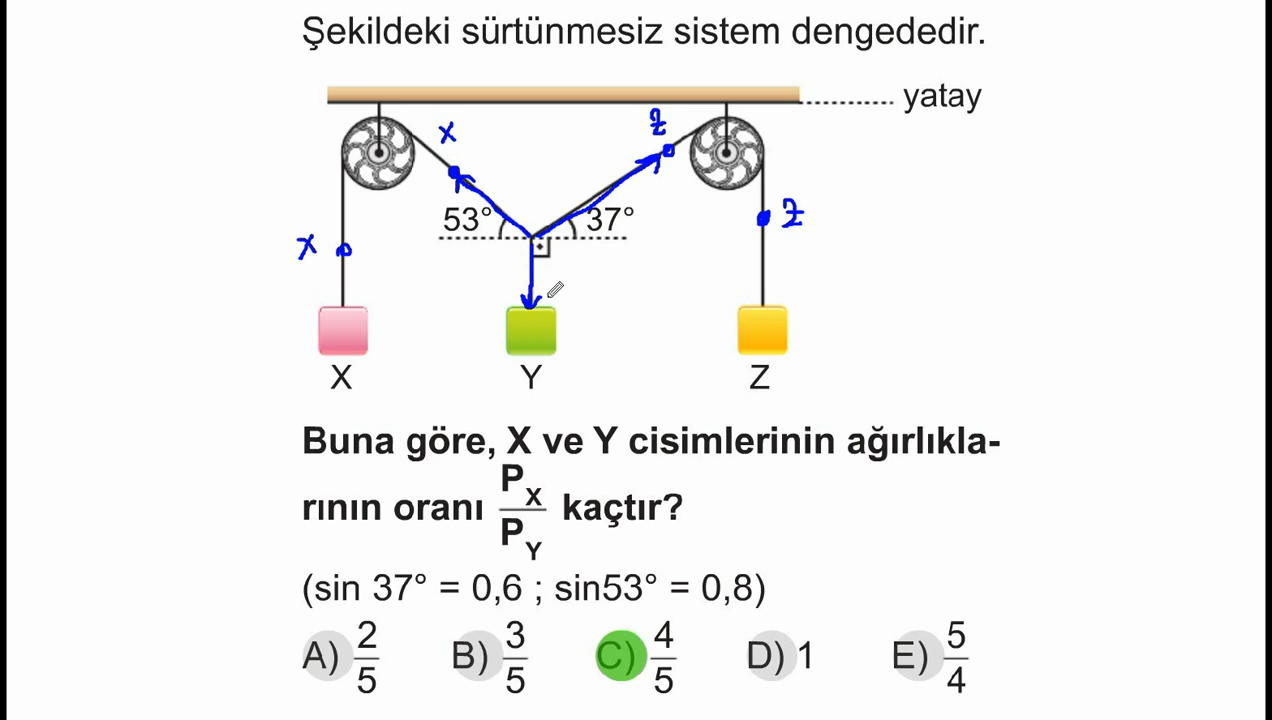 Şekildeki sürtünmesiz sistem dengededir.
yatay
x
z
53°
37°
x
z
X
Y
Z
Buna göre, X ve Y cisimlerinin ağırlıkla-
rının oranı P_X / P_Y kaçtır?
(sin 37° = 0,6 ; sin53° = 0,8)
A) 2/5 B) 3/5 C) 4/5 D) 1 E) 5/4